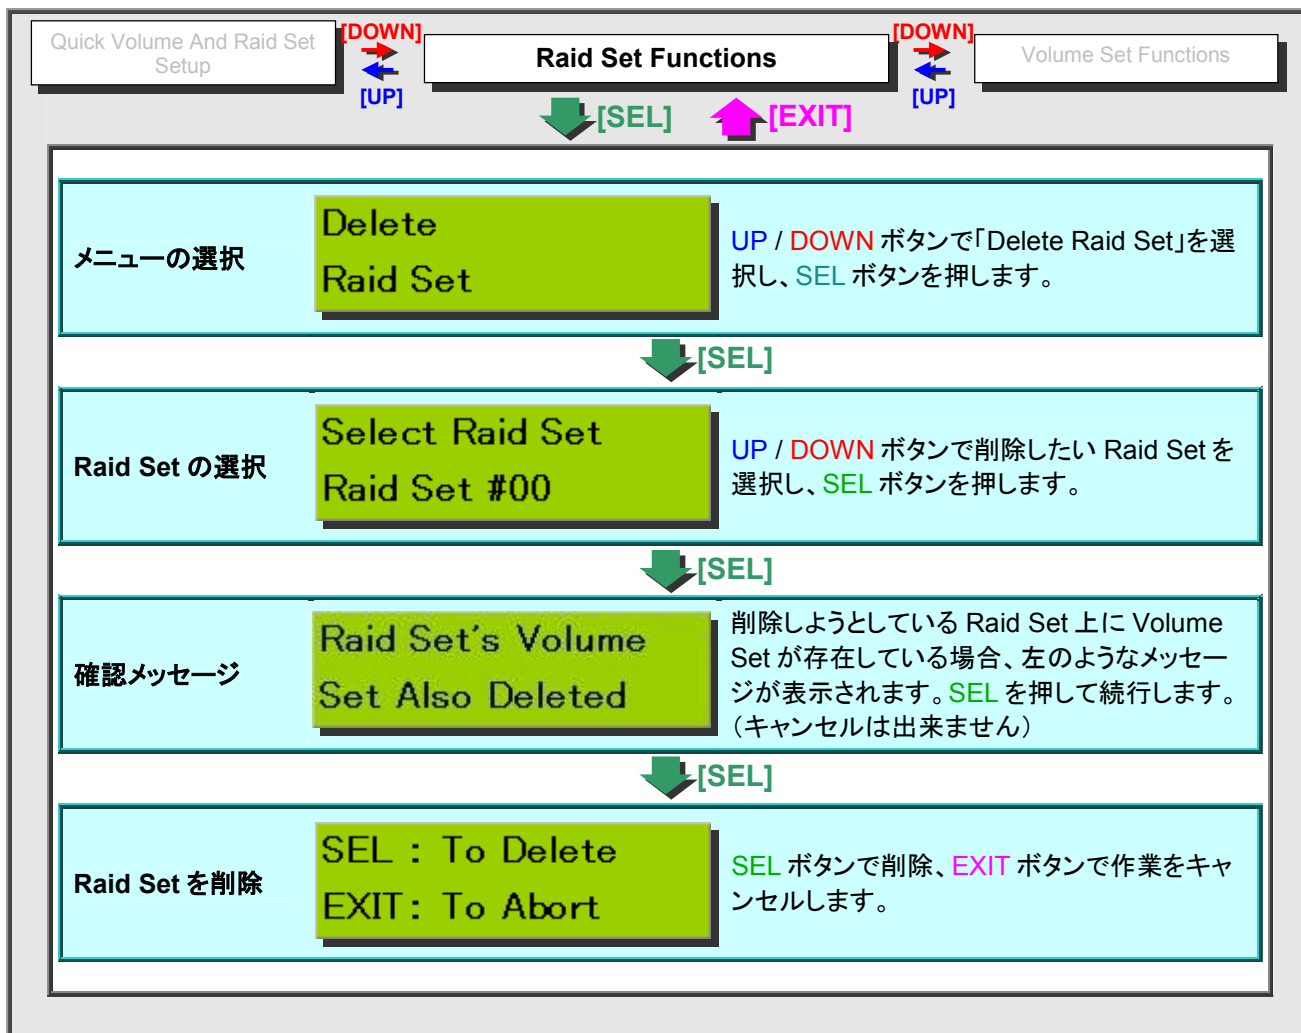 Quick Volume And Raid Set
Setup
[DOWN]
[UP]
Raid Set Functions
[DOWN]
[UP]
Volume Set Functions
[SEL]
[EXIT]
メニューの選択
Delete
Raid Set
UP / DOWN ボタンで「Delete Raid Set」を選
択し、SEL ボタンを押します。
[SEL]
Raid Set の選択
Select Raid Set
Raid Set #00
UP / DOWN ボタンで削除したい Raid Set を
選択し、SEL ボタンを押します。
[SEL]
確認メッセージ
Raid Set's Volume
Set Also Deleted
削除しようとしている Raid Set 上に Volume
Set が存在している場合、左のようなメッセー
ジが表示されます。SEL を押して続行します。
（キャンセルは出来ません）
[SEL]
Raid Set を削除
SEL : To Delete
EXIT : To Abort
SEL ボタンで削除、EXIT ボタンで作業をキャ
ンセルします。